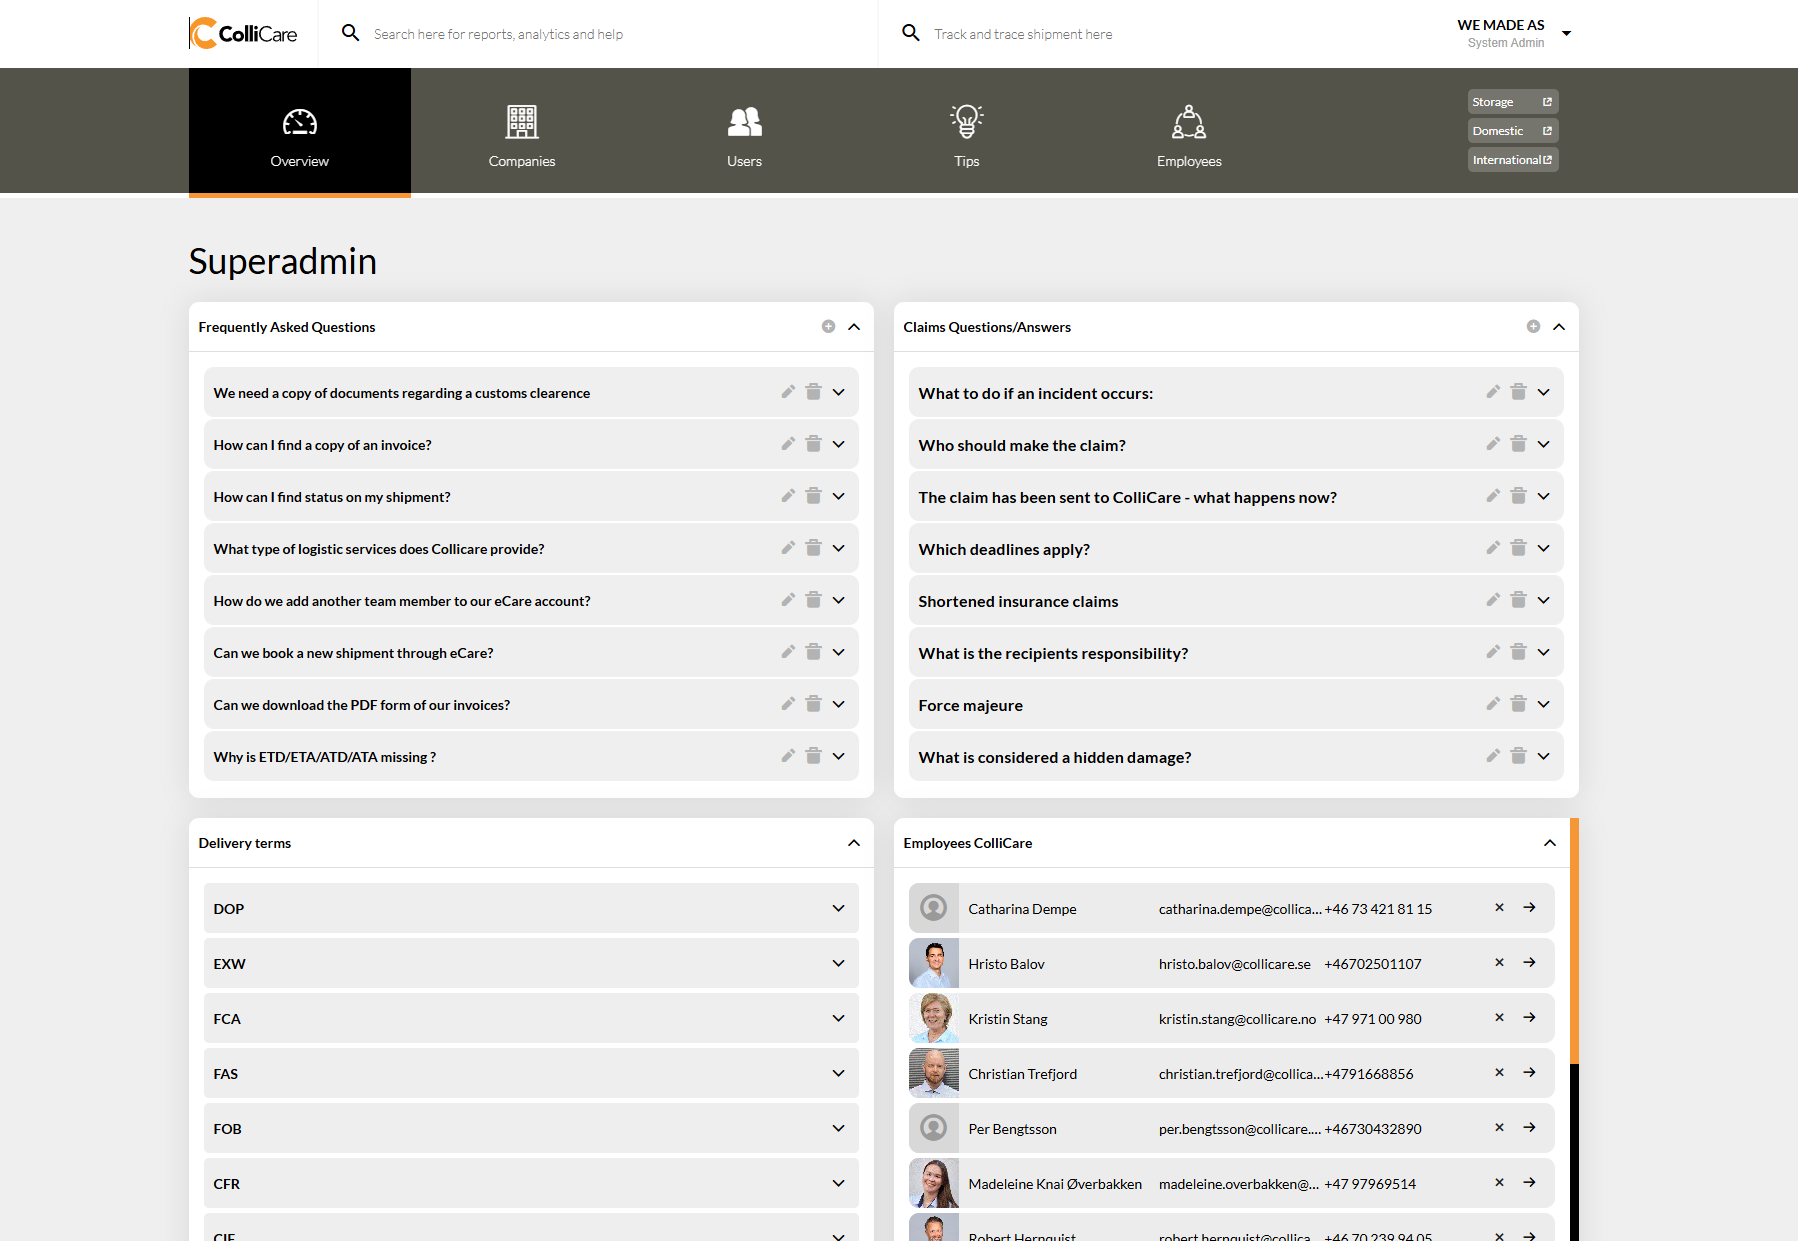 ColliCare
Search here for reports, analytics and help
Track and trace shipment here
WE MADE AS
System Admin
Overview
Companies
Users
Tips
Employees
Storage
Domestic
International
Superadmin
Frequently Asked Questions
We need a copy of documents regarding a customs clearence
How can I find a copy of an invoice?
How can I find status on my shipment?
What type of logistic services does Collicare provide?
How do we add another team member to our eCare account?
Can we book a new shipment through eCare?
Can we download the PDF form of our invoices?
Why is ETD/ETA/ATD/ATA missing ?
Claims Questions/Answers
What to do if an incident occurs:
Who should make the claim?
The claim has been sent to ColliCare - what happens now?
Which deadlines apply?
Shortened insurance claims
What is the recipients responsibility?
Force majeure
What is considered a hidden damage?
Delivery terms
DOP
EXW
FCA
FAS
FOB
CFR
CIF
Employees ColliCare
Catharina Dempe catharina.dempe@collica... +46 73 421 81 15
Hristo Balov hristo.balov@collicare.se +46702501107
Kristin Stang kristin.stang@collicare.no +47 971 00 980
Christian Trefjord christian.trefjord@collica... +4791668856
Per Bengtsson per.bengtsson@collicare.... +46730432890
Madeleine Knai Øverbakken madeleine.overbakken@... +47 97969514
Robert Hernquist robert.hernquist@collica... +46 70 239 94 05